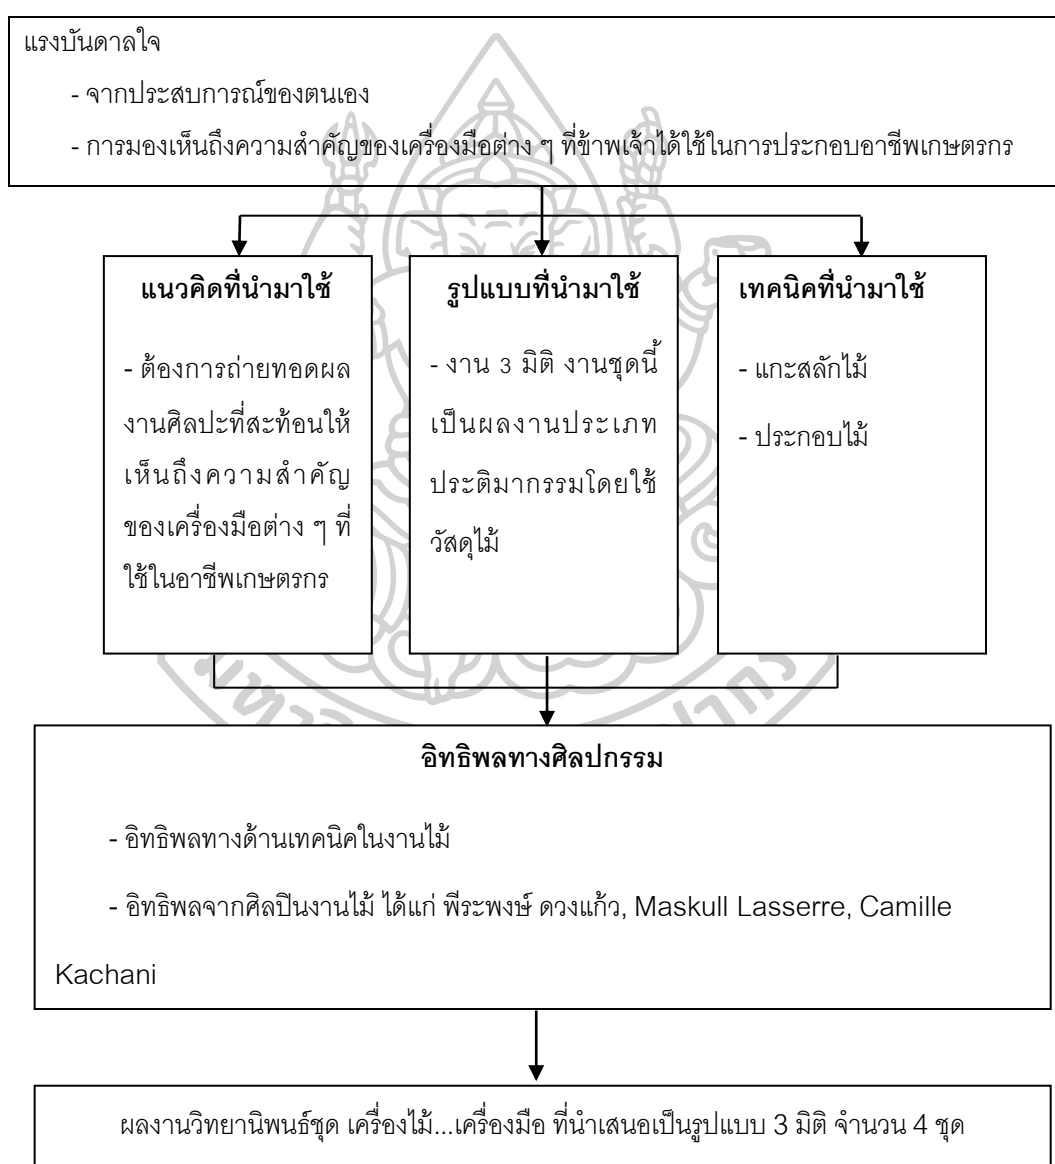 แรงบันดาลใจ
- จากประสบการณ์ของตนเอง
- การมองเห็นถึงความสำคัญของเครื่องมือต่าง ๆ ที่ข้าพเจ้าได้ใช้ในการประกอบอาชีพเกษตรกร
แนวคิดที่นำมาใช้
- ต้องการถ่ายทอดผล
งานศิลปะที่สะท้อนให้
เห็นถึงความสำคัญ
ของเครื่องมือต่าง ๆ ที่
ใช้ในอาชีพเกษตรกร
รูปแบบที่นำมาใช้
- งาน 3 มิติ งานชุดนี้
เป็นผลงานประเภท
ประติมากรรมโดยใช้
วัสดุไม้
เทคนิคที่นำมาใช้
- แกะสลักไม้
- ประกอบไม้
อิทธิพลทางศิลปกรรม
- อิทธิพลทางด้านเทคนิคในงานไม้
- อิทธิพลจากศิลปินงานไม้ ได้แก่ พีระพงษ์ ดวงแก้ว, Maskull Lasserre, Camille
Kachani
ผลงานวิทยานิพนธ์ชุด เครื่องไม้...เครื่องมือ ที่นำเสนอเป็นรูปแบบ 3 มิติ จำนวน 4 ชุด